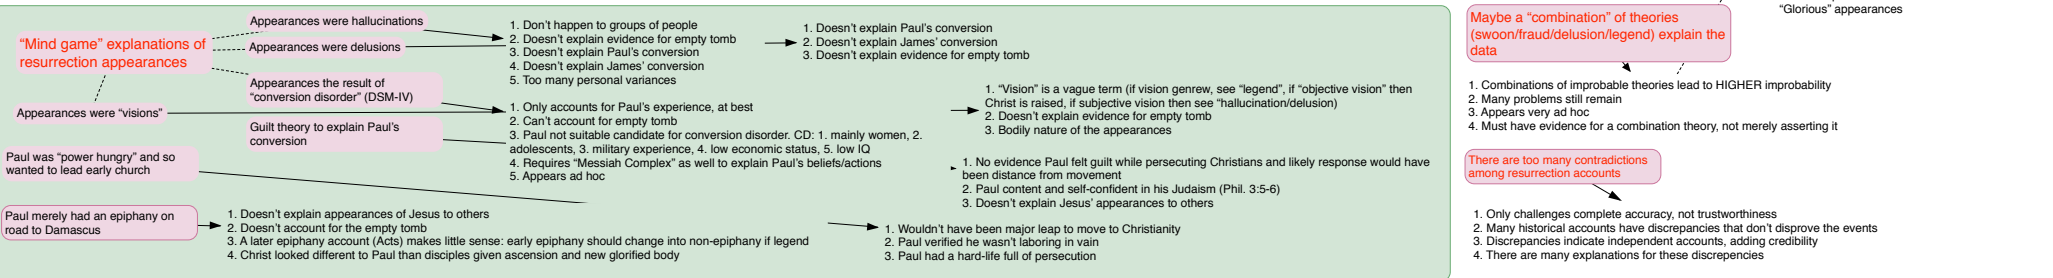 "Mind game" explanations of
resurrection appearances
Appearances were hallucinations
Appearances were delusions
Appearances the result of
"conversion disorder" (DSM-IV)
Appearances were "visions"
Guilt theory to explain Paul's
conversion
Paul was "power hungry" and so
wanted to lead early church
Paul merely had an epiphany on
road to Damascus
1. Don't happen to groups of people
2. Doesn't explain evidence for empty tomb
3. Doesn't explain Paul's conversion
4. Doesn't explain James' conversion
5. Too many personal variances
1. Doesn't explain Paul's conversion
2. Doesn't explain James' conversion
3. Doesn't explain evidence for empty tomb
1. Only accounts for Paul's experience, at best
2. Can't account for empty tomb
3. Paul not suitable candidate for conversion disorder. CD: 1. mainly women, 2.
adolescents, 3. military experience, 4. low economic status, 5. low IQ
4. Requires "Messiah Complex" as well to explain Paul's beliefs/actions
5. Appears ad hoc
1. "Vision" is a vague term (if vision genrew, see "legend", if "objective vision" then
Christ is raised, if subjective vision then see "hallucination/delusion)
2. Doesn't explain evidence for empty tomb
3. Bodily nature of the appearances
1. No evidence Paul felt guilt while persecuting Christians and likely response would have
been distance from movement
2. Paul content and self-confident in his Judaism (Phil. 3:5-6)
3. Doesn't explain Jesus' appearances to others
1. Doesn't explain appearances of Jesus to others
2. Doesn't account for the empty tomb
3. A later epiphany account (Acts) makes little sense: early epiphany should change into non-epiphany if legend
4. Christ looked different to Paul than disciples given ascension and new glorified body
1. Wouldn't have been major leap to move to Christianity
2. Paul verified he wasn't laboring in vain
3. Paul had a hard-life full of persecution
"Glorious" appearances
Maybe a "combination" of theories
(swoon/fraud/delusion/legend) explain the
data
1. Combinations of improbable theories lead to HIGHER improbability
2. Many problems still remain
3. Appears very ad hoc
4. Must have evidence for a combination theory, not merely asserting it
There are too many contradictions
among resurrection accounts
1. Only challenges complete accuracy, not trustworthiness
2. Many historical accounts have discrepancies that don't disprove the events
3. Discrepancies indicate independent accounts, adding credibility
4. There are many explanations for these discrepencies